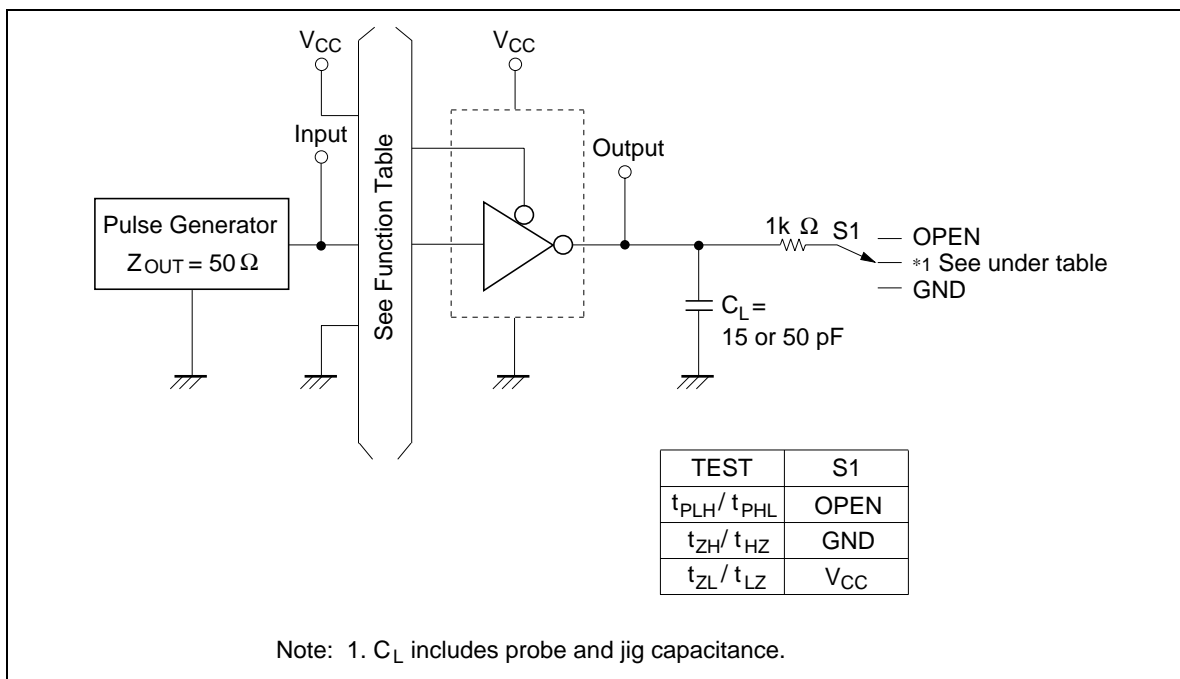 VCC
VCC
Input
Output
See Function Table
Pulse Generator
ZOUT = 50 Ω
1k Ω
S1
OPEN
*1 See under table
GND
CL =
15 or 50 pF
TEST S1
tPLH / tPHL OPEN
tZH / tHZ GND
tZL / tLZ VCC
Note: 1. CL includes probe and jig capacitance.